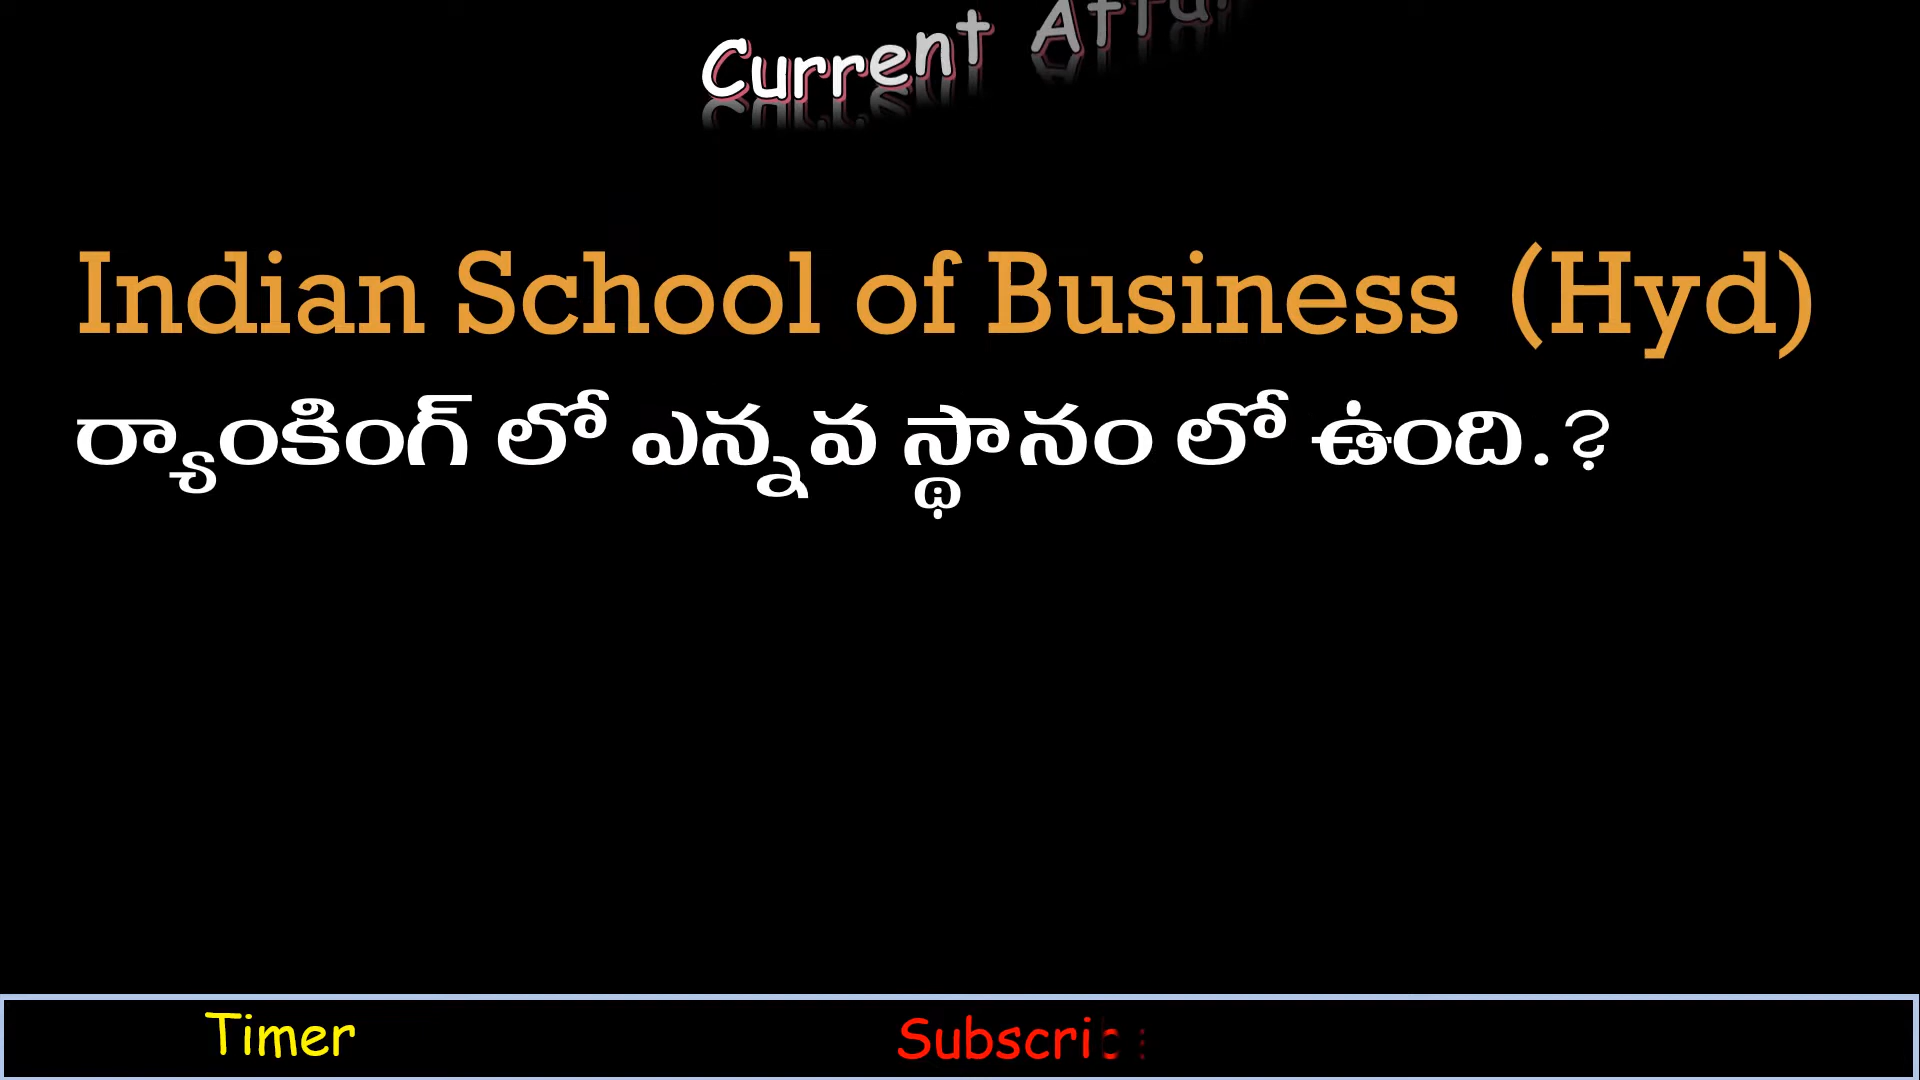 Current
Indian School of Business (Hyd)
ర్యాంకింగ్ లో ఎన్నవ స్థానం లో ఉంది.?
Timer